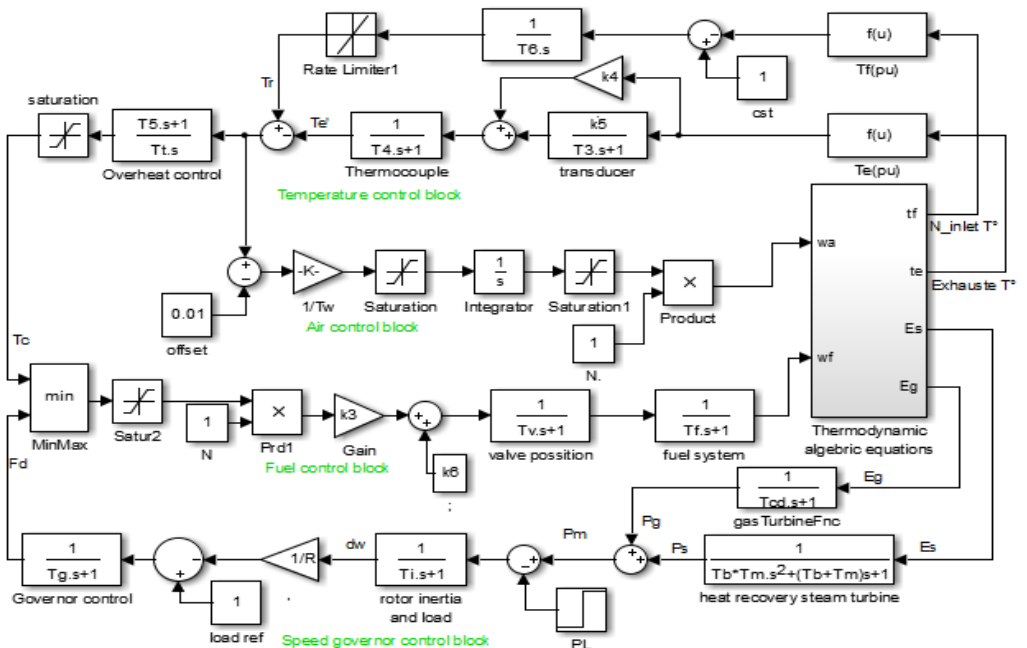 1
T6.s
Rate Limiter1
f(u)
Tf(pu)
1
cst
Tr
k4
saturation
T5.s+1
Tt.s
Overheat control
Te'
1
T4.s+1
Thermocouple
k5
T3.s+1
transducer
f(u)
Te(pu)
Temperature control block
tf
N_inlet T°
wa
te
Exhauste T°
-K-
1/Tw
Saturation
1
s
Integrator
Saturation1
Product
0.01
offset
Air control block
1
N.
Tc
Es
wf
Eg
Thermodynamic
algebric equations
min
MinMax
Satur2
1
N
Prd1
k3
Gain
1
Tv.s+1
valve possition
1
Tf.s+1
fuel system
Fuel control block
k6
;
Fd
1
Tcd.s+1
gasTurbineFnc
Eg
Pg
Pm
Ps
1
Tb*Tm.s²+(Tb+Tm)s+1
heat recovery steam turbine
Es
1
Tg.s+1
Governor control
1/R
dw
1
Ti.s+1
rotor inertia
and load
1
load ref
Speed governor control block
PL